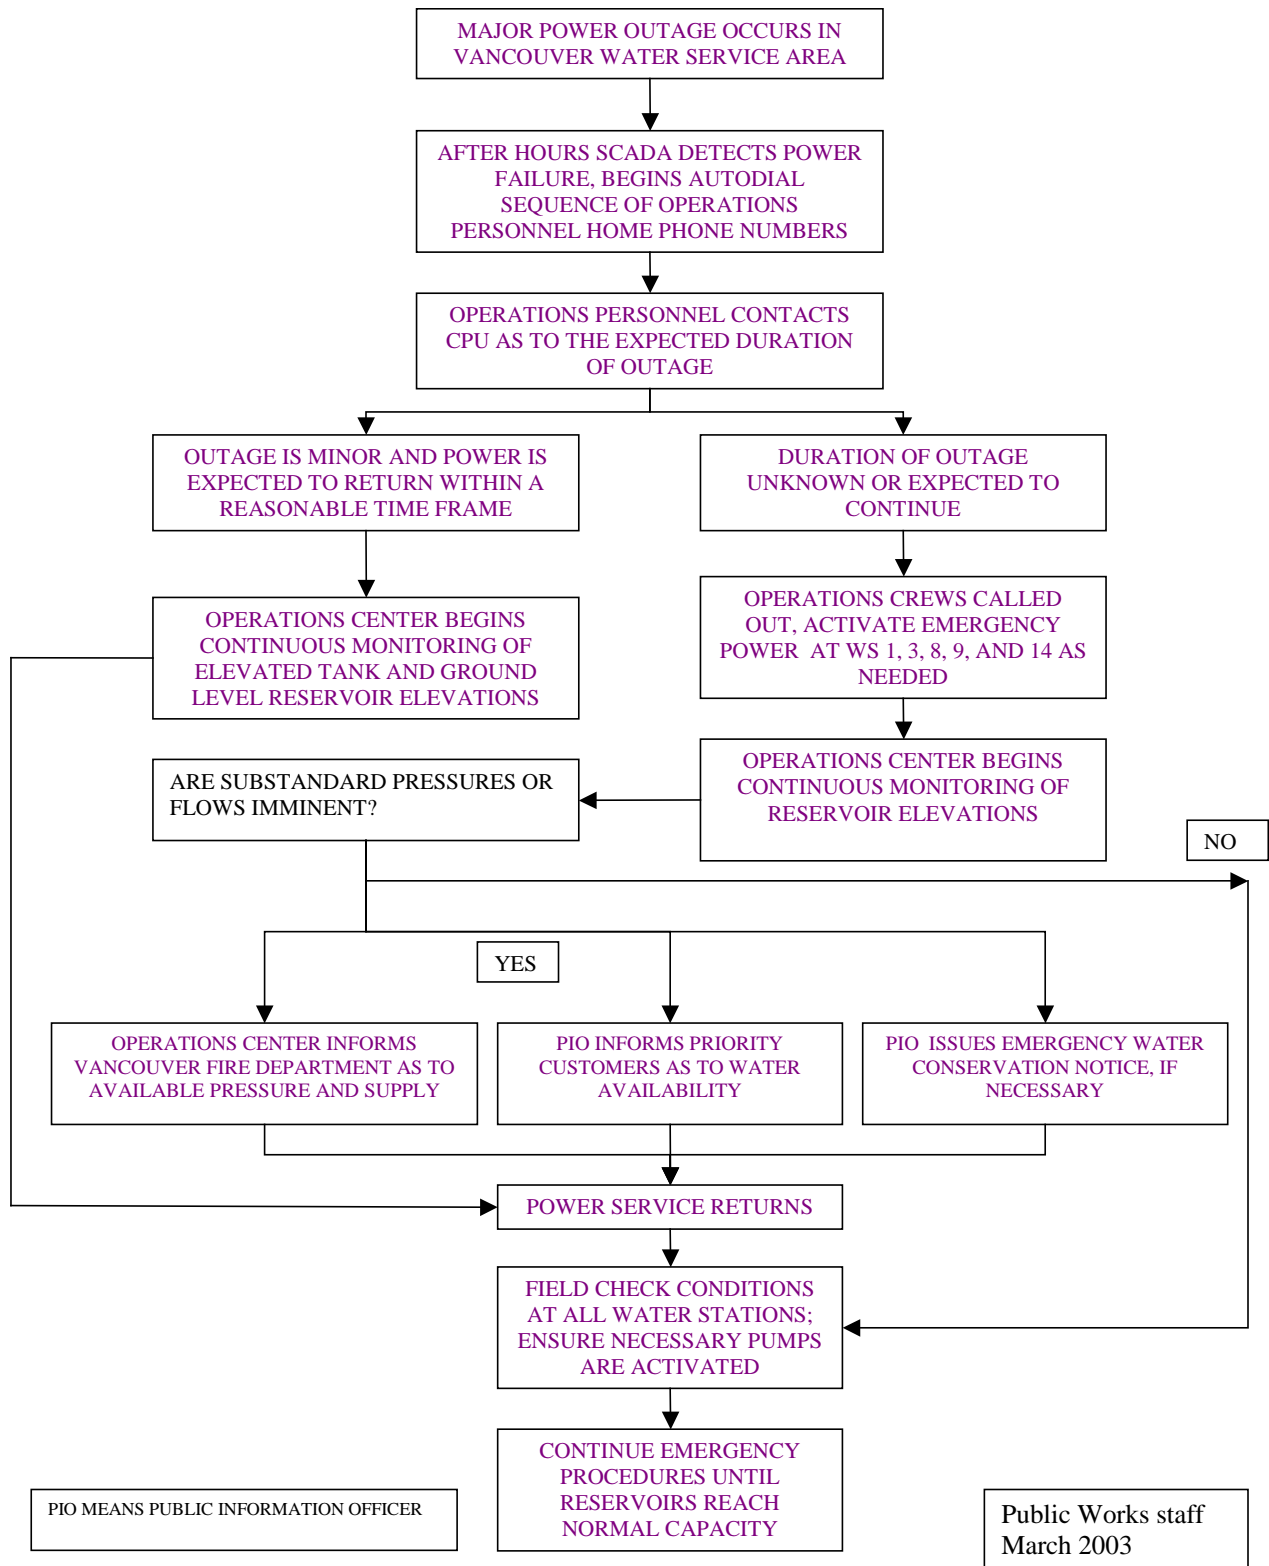 MAJOR POWER OUTAGE OCCURS IN
VANCOUVER WATER SERVICE AREA
AFTER HOURS SCADA DETECTS POWER
FAILURE, BEGINS AUTODIAL
SEQUENCE OF OPERATIONS
PERSONNEL HOME PHONE NUMBERS
OPERATIONS PERSONNEL CONTACTS
CPU AS TO THE EXPECTED DURATION
OF OUTAGE
OUTAGE IS MINOR AND POWER IS
EXPECTED TO RETURN WITHIN A
REASONABLE TIME FRAME
DURATION OF OUTAGE
UNKNOWN OR EXPECTED TO
CONTINUE
OPERATIONS CENTER BEGINS
CONTINUOUS MONITORING OF
ELEVATED TANK AND GROUND
LEVEL RESERVOIR ELEVATIONS
OPERATIONS CREWS CALLED
OUT, ACTIVATE EMERGENCY
POWER AT WS 1, 3, 8, 9, AND 14 AS
NEEDED
ARE SUBSTANDARD PRESSURES OR
FLOWS IMMINENT?
OPERATIONS CENTER BEGINS
CONTINUOUS MONITORING OF
RESERVOIR ELEVATIONS
NO
YES
OPERATIONS CENTER INFORMS
VANCOUVER FIRE DEPARTMENT AS TO
AVAILABLE PRESSURE AND SUPPLY
PIO INFORMS PRIORITY
CUSTOMERS AS TO WATER
AVAILABILITY
PIO ISSUES EMERGENCY WATER
CONSERVATION NOTICE, IF
NECESSARY
POWER SERVICE RETURNS
FIELD CHECK CONDITIONS
AT ALL WATER STATIONS;
ENSURE NECESSARY PUMPS
ARE ACTIVATED
CONTINUE EMERGENCY
PROCEDURES UNTIL
RESERVOIRS REACH
NORMAL CAPACITY
PIO MEANS PUBLIC INFORMATION OFFICER
Public Works staff
March 2003